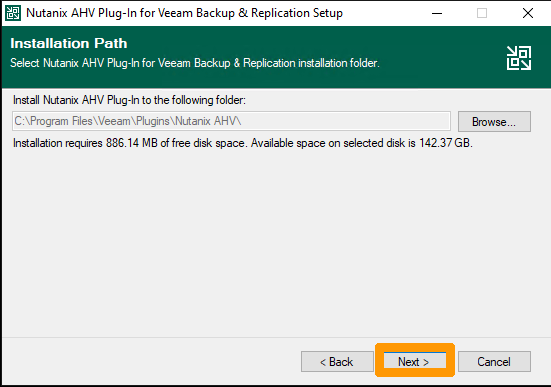 Nutanix AHV Plug-In for Veeam Backup & Replication Setup
Installation Path
Select Nutanix AHV Plug-In for Veeam Backup & Replication installation folder.
Install Nutanix AHV Plug-In to the following folder:
C:\Program Files\Veeam\Plugins\Nutanix AHV\
Browse...
Installation requires 886.14 MB of free disk space. Available space on selected disk is 142.37 GB.
< Back
Next >
Cancel